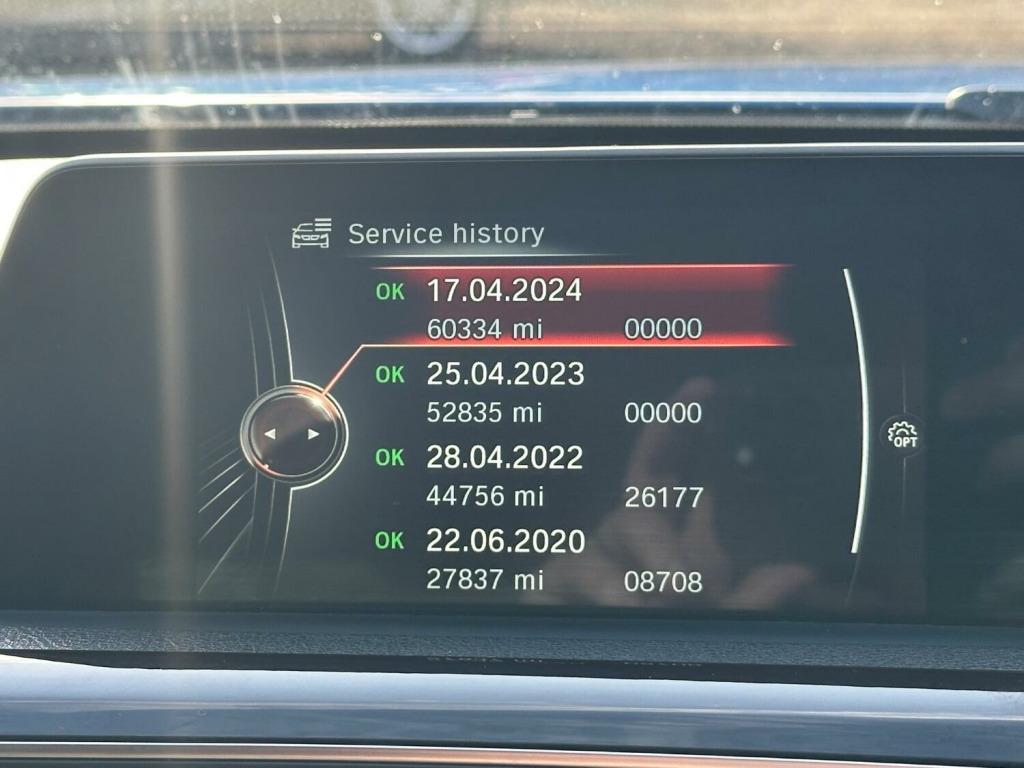 Service history
OK 17.04.2024
60334 mi 00000
OK 25.04.2023
52835 mi 00000
OK 28.04.2022
44756 mi 26177
OK 22.06.2020
27837 mi 08708
OPT